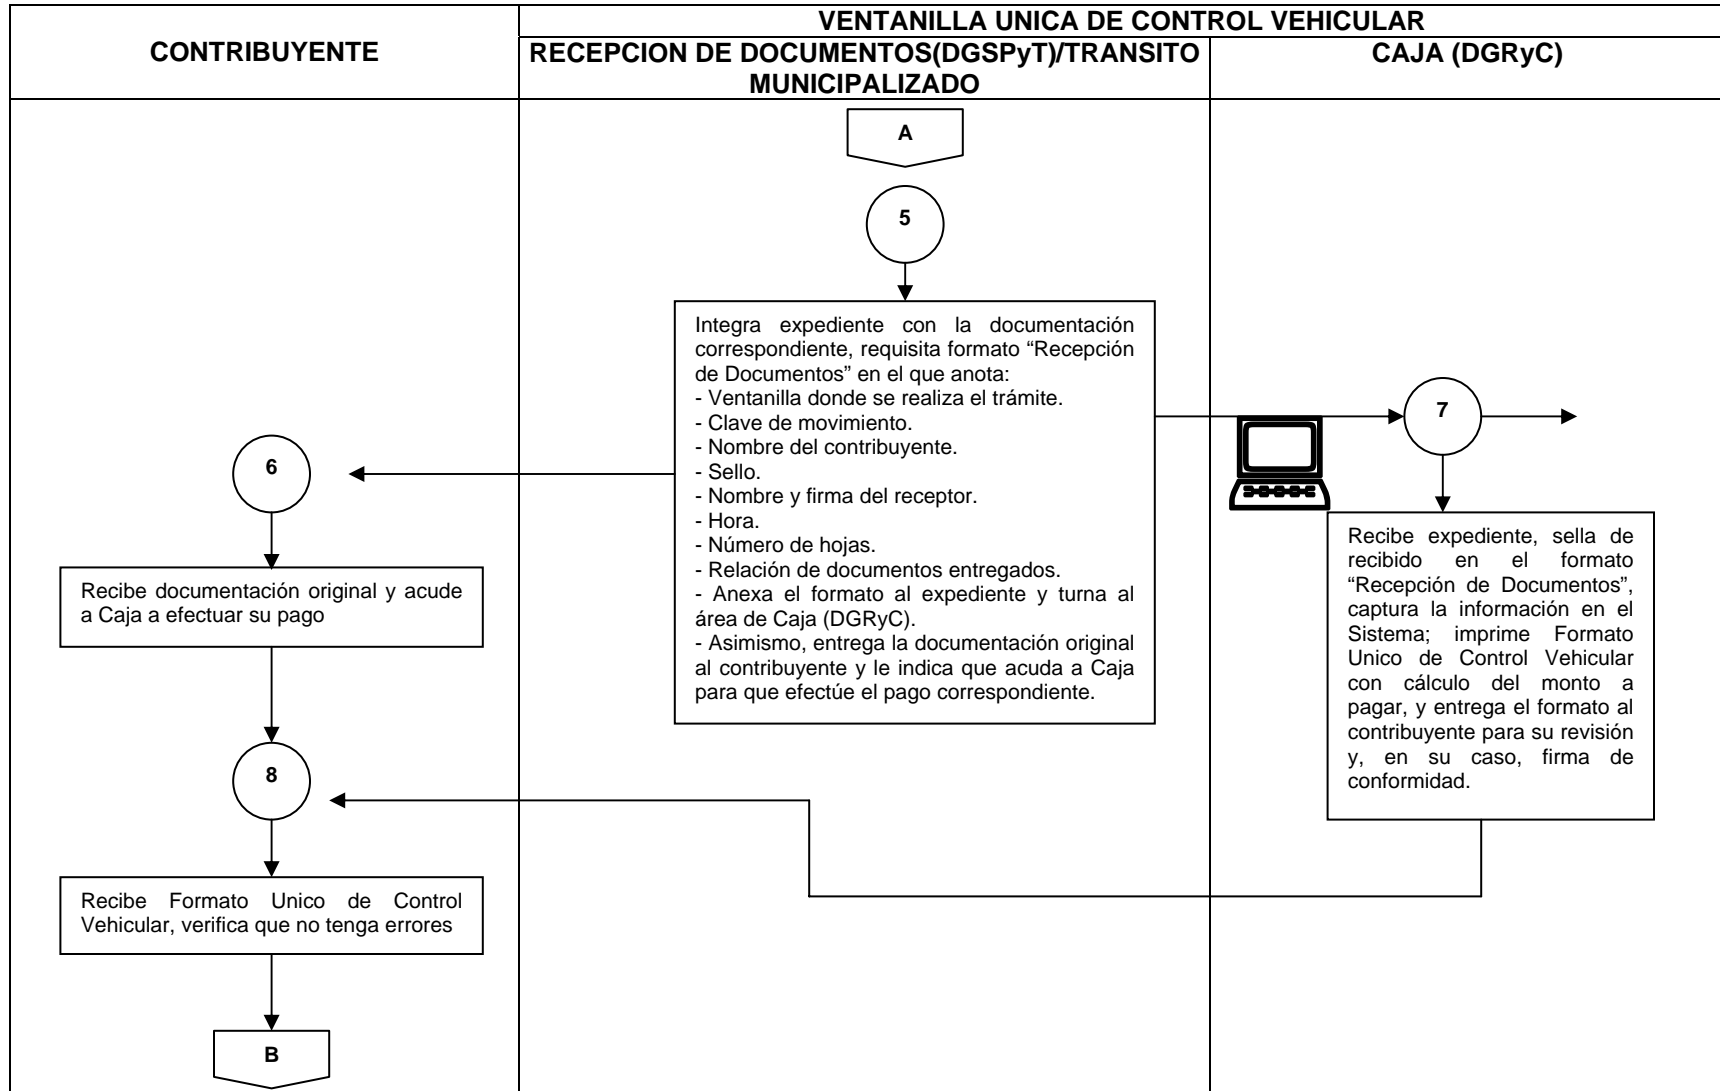 VENTANILLA UNICA DE CONTROL VEHICULAR
CONTRIBUYENTE
RECEPCION DE DOCUMENTOS(DGSPyT)/TRANSITO
MUNICIPALIZADO
CAJA (DGRyC)
A
5
Integra expediente con la documentación
correspondiente, requisita formato “Recepción
de Documentos” en el que anota:
- Ventanilla donde se realiza el trámite.
- Clave de movimiento.
- Nombre del contribuyente.
- Sello.
- Nombre y firma del receptor.
- Hora.
- Número de hojas.
- Relación de documentos entregados.
- Anexa el formato al expediente y turna al
área de Caja (DGRyC).
- Asimismo, entrega la documentación original
al contribuyente y le indica que acuda a Caja
para que efectúe el pago correspondiente.
6
Recibe documentación original y acude
a Caja a efectuar su pago
7
Recibe expediente, sella de
recibido en el formato
“Recepción de Documentos”,
captura la información en el
Sistema; imprime Formato
Unico de Control Vehicular
con cálculo del monto a
pagar, y entrega el formato al
contribuyente para su revisión
y, en su caso, firma de
conformidad.
8
Recibe Formato Unico de Control
Vehicular, verifica que no tenga errores
B